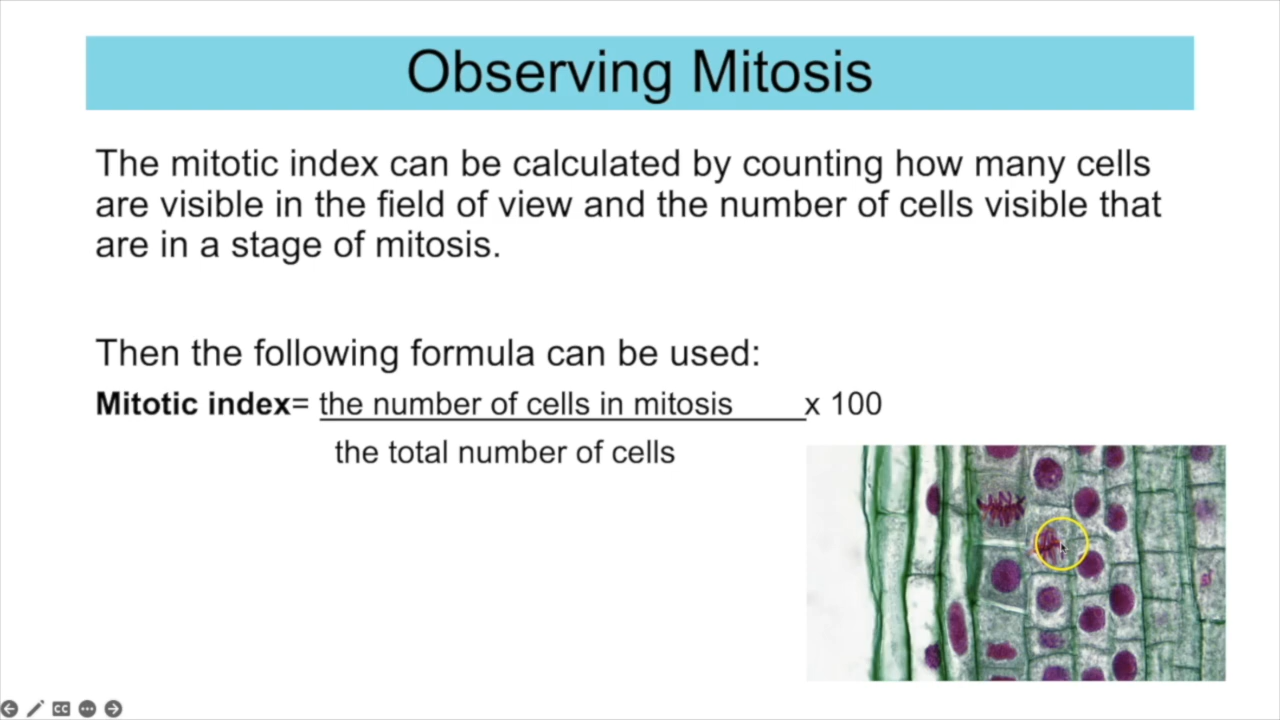 Observing Mitosis
The mitotic index can be calculated by counting how many cells
are visible in the field of view and the number of cells visible that
are in a stage of mitosis.
Then the following formula can be used:
Mitotic index= the number of cells in mitosis x 100
the total number of cells
CC